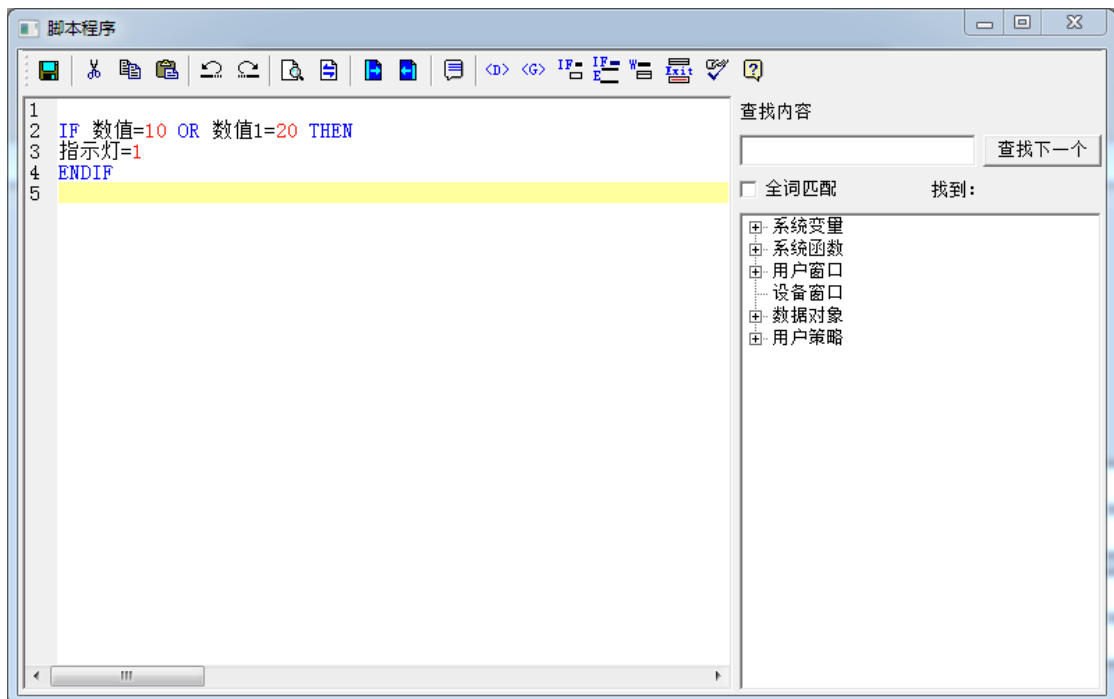 脚本程序
<D> <G> IF IF E W Exit
查找内容
查找下一个
全词匹配 找到:
1
2 IF 数值=10 OR 数值1=20 THEN
3 指示灯=1
4 ENDIF
5
系统变量
系统函数
用户窗口
设备窗口
数据对象
用户策略